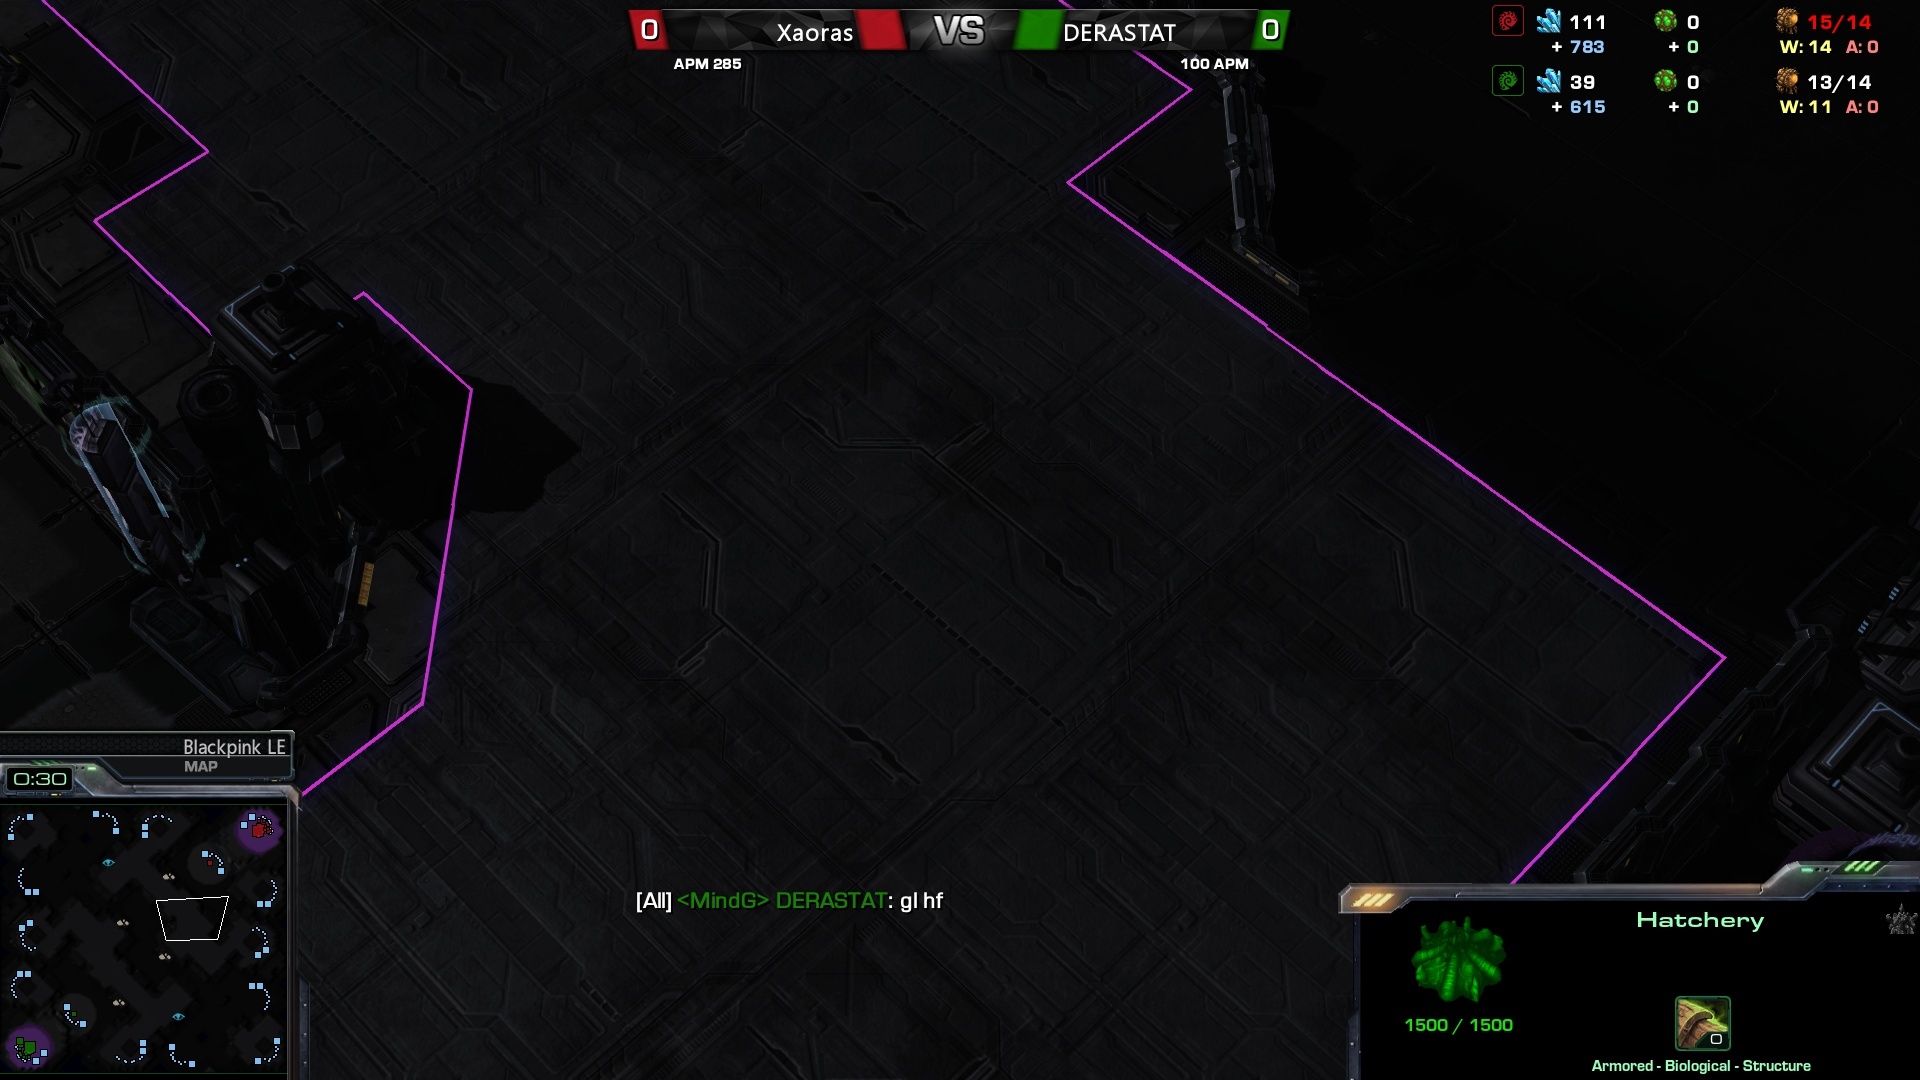 0 Xaoras VS DERASTAT 0
APM 285 100 APM
111 0 15/14
+ 783 + 0 W: 14 A: 0
39 0 13/14
+ 615 + 0 W: 11 A: 0
Blackpink LE
MAP
0:30
[All] <MindG> DERASTAT: gl hf
Hatchery
1500 / 1500
0
Armored - Biological - Structure